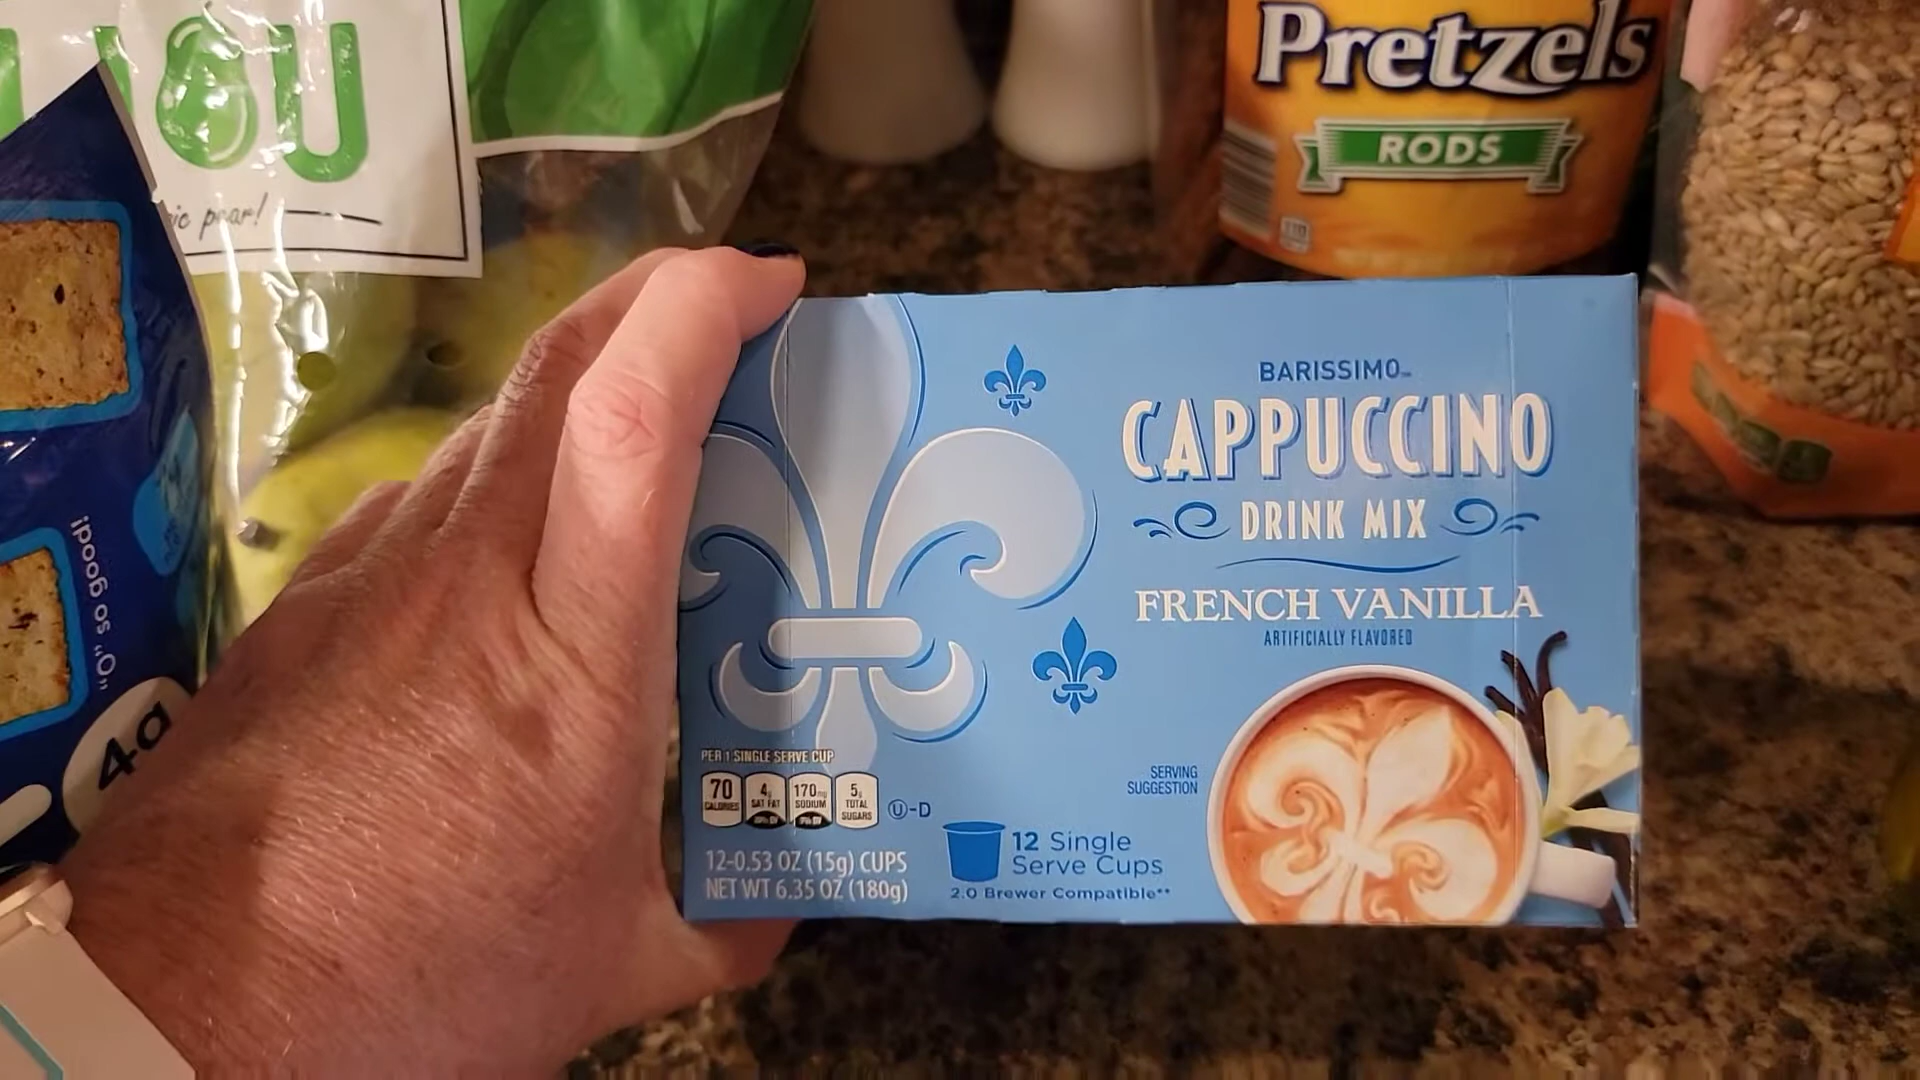 OU
ic pear!
"O" so good!
4g
Pretzels
RODS
BARISSIMO
CAPPUCCINO
DRINK MIX
FRENCH VANILLA
ARTIFICIALLY FLAVORED
SERVING
SUGGESTION
PER 1 SINGLE SERVE CUP
70
CALORIES
4g
SAT FAT
170mg
SODIUM
5g
TOTAL
SUGARS
U-D
12-0.53 OZ (15g) CUPS
NET WT 6.35 OZ (180g)
12 Single
Serve Cups
2.0 Brewer Compatible**